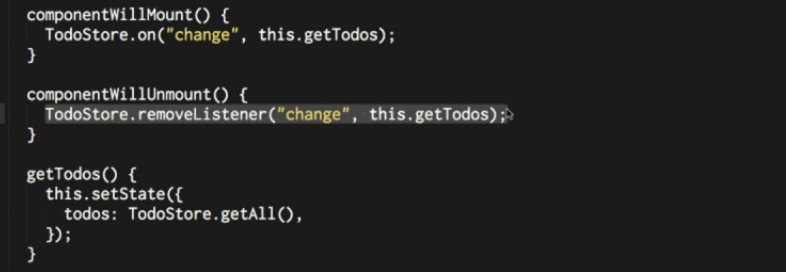 componentWillMount() {
TodoStore.on("change", this.getTodos);
}
componentWillUnmount() {
TodoStore.removeListener("change", this.getTodos);
}
getTodos() {
this.setState({
todos: TodoStore.getAll(),
});
}